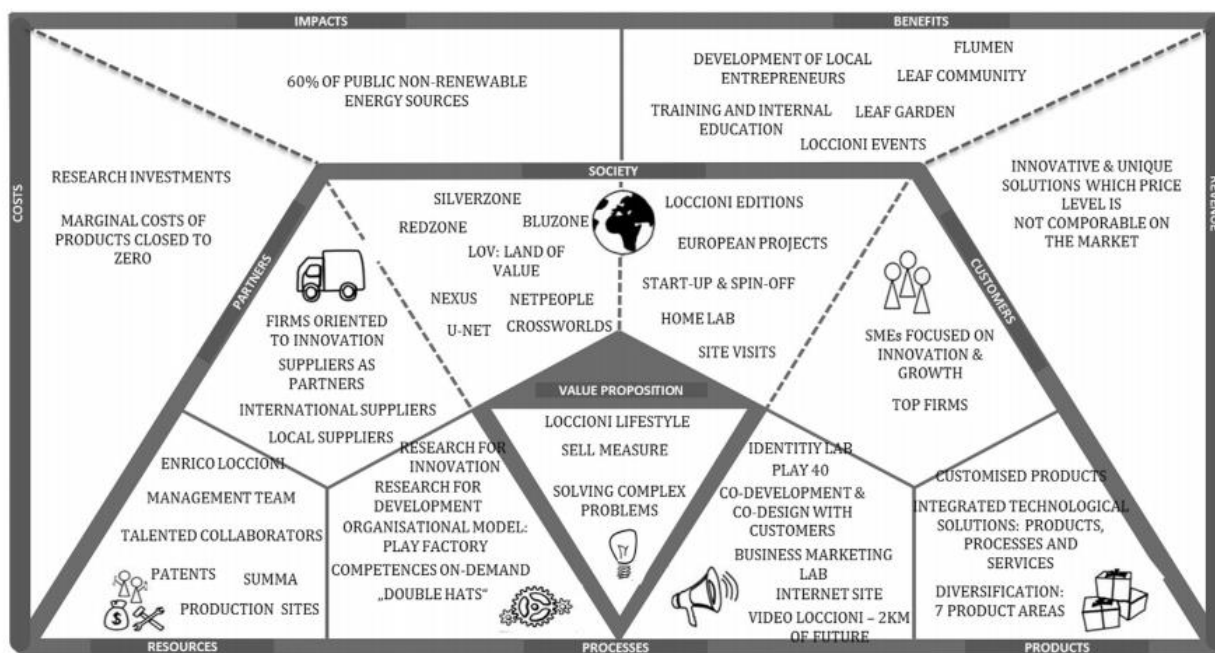 IMPACTS
BENEFITS
60% OF PUBLIC NON-RENEWABLE
ENERGY SOURCES
DEVELOPMENT OF LOCAL
ENTREPRENEURS
FLUMEN
LEAF COMMUNITY
TRAINING AND INTERNAL
EDUCATION
LEAF GARDEN
LOCCIONI EVENTS
COSTS
RESEARCH INVESTMENTS
MARGINAL COSTS OF
PRODUCTS CLOSED TO
ZERO
REVENUE
INNOVATIVE & UNIQUE
SOLUTIONS WHICH PRICE
LEVEL IS
NOT COMPORABLE ON
THE MARKET
SOCIETY
SILVERZONE
REDZONE
BLUZONE
LOV: LAND OF
VALUE
NEXUS
NETPEOPLE
U-NET
CROSSWORLDS
LOCCIONI EDITIONS
EUROPEAN PROJECTS
START-UP & SPIN-OFF
HOME LAB
SITE VISITS
PARTNERS
FIRMS ORIENTED
TO INNOVATION
SUPPLIERS AS
PARTNERS
INTERNATIONAL SUPPLIERS
LOCAL SUPPLIERS
CUSTOMERS
SMEs FOCUSED ON
INNOVATION &
GROWTH
TOP FIRMS
VALUE PROPOSITION
LOCCIONI LIFESTYLE
SELL MEASURE
SOLVING COMPLEX
PROBLEMS
ENRICO LOCCIONI
MANAGEMENT TEAM
TALENTED COLLABORATORS
PATENTS
SUMMA
PRODUCTION SITES
RESEARCH FOR
INNOVATION
RESEARCH FOR
DEVELOPMENT
ORGANISATIONAL MODEL:
PLAY FACTORY
COMPETENCES ON-DEMAND
„DOUBLE HATS“
IDENTITIY LAB
PLAY 40
CO-DEVELOPMENT &
CO-DESIGN WITH
CUSTOMERS
BUSINESS MARKETING
LAB
INTERNET SITE
VIDEO LOCCIONI – 2KM
OF FUTURE
CUSTOMISED PRODUCTS
INTEGRATED TECHNOLOGICAL
SOLUTIONS: PRODUCTS,
PROCESSES AND
SERVICES
DIVERSIFICATION:
7 PRODUCT AREAS
RESOURCES
PROCESSES
PRODUCTS